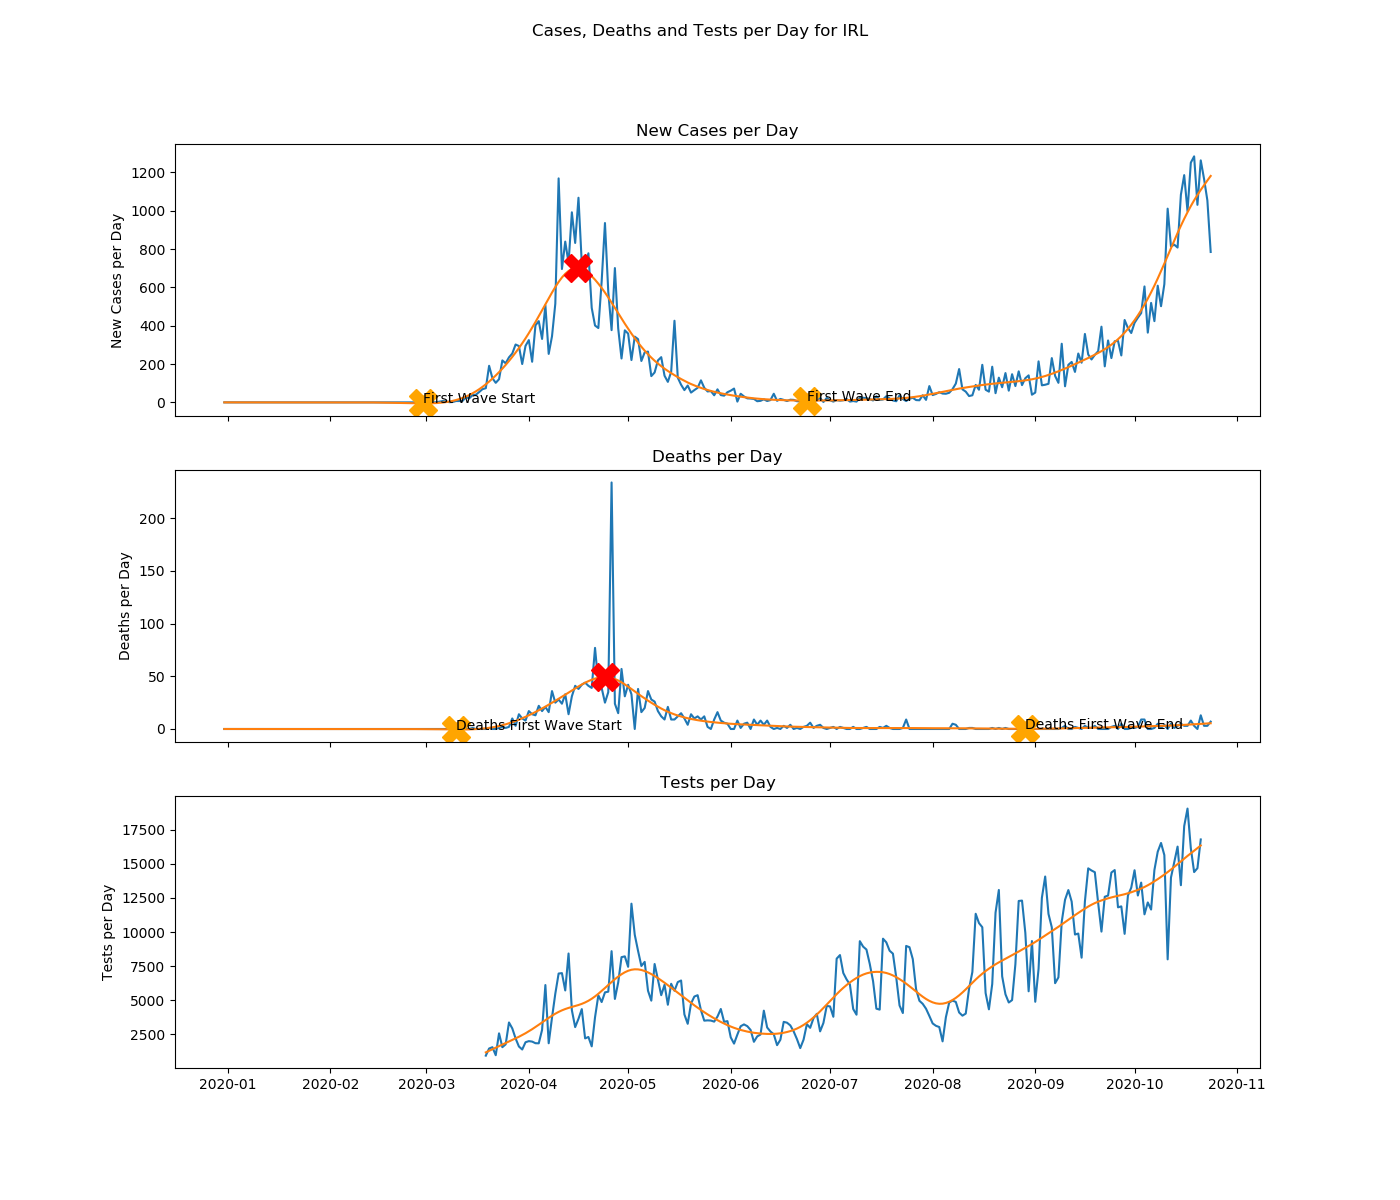 Cases, Deaths and Tests per Day for IRL
New Cases per Day
New Cases per Day
1200
1000
800
600
400
200
0
First Wave Start
First Wave End
Deaths per Day
Deaths per Day
200
150
100
50
0
Deaths First Wave Start
Deaths First Wave End
Tests per Day
Tests per Day
17500
15000
12500
10000
7500
5000
2500
2020-01 2020-02 2020-03 2020-04 2020-05 2020-06 2020-07 2020-08 2020-09 2020-10 2020-11